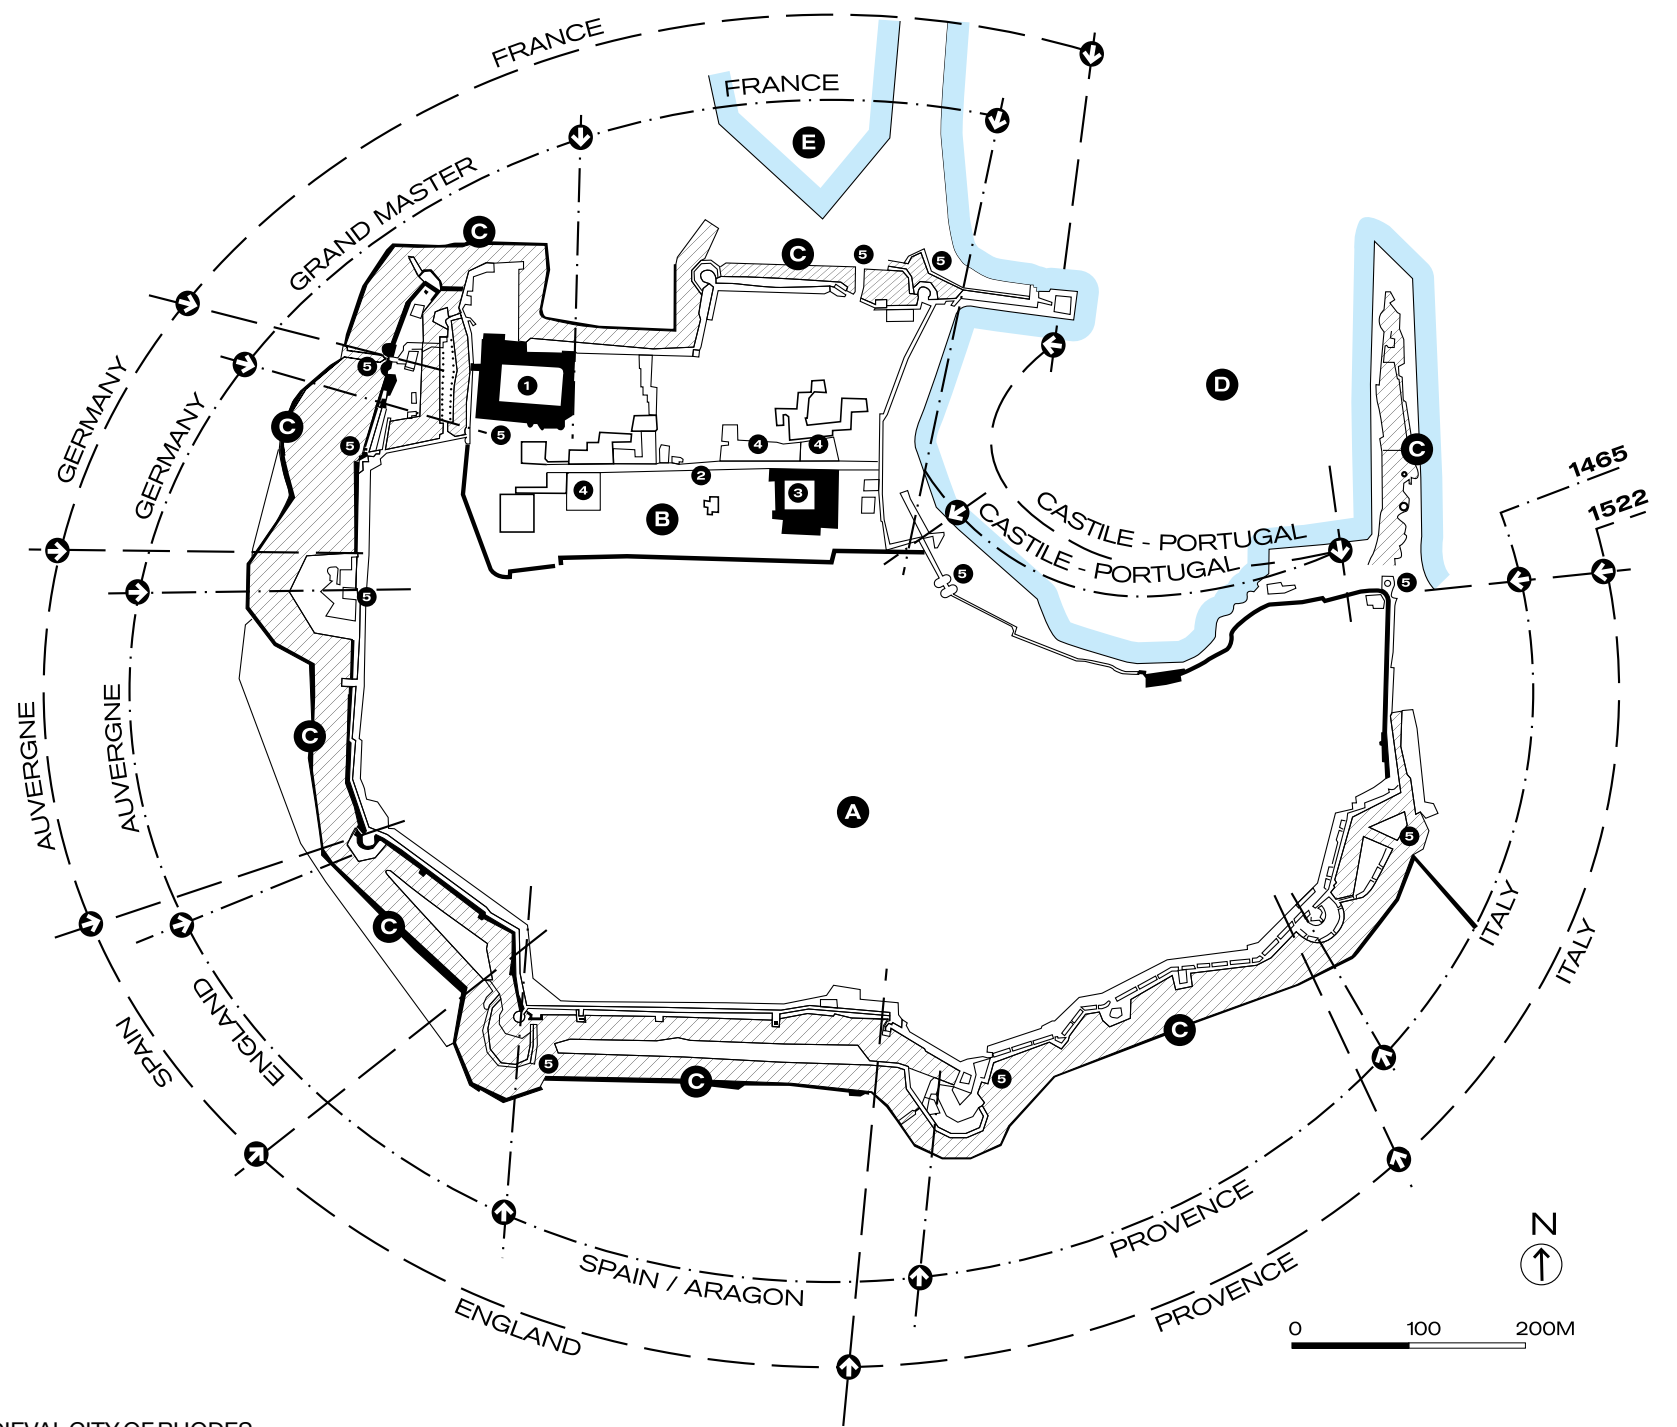 FRANCE
FRANCE
E
GRAND MASTER
C
C
5
5
GERMANY
GERMANY
5
1
D
C
5
5
4
4
C
2
4
3
B
1465
1522
CASTILE - PORTUGAL
CASTILE - PORTUGAL
5
5
5
AUVERGNE
AUVERGNE
C
A
5
C
ITALY
ITALY
SPAIN
ENGLAND
C
5
C
5
PROVENCE
PROVENCE
SPAIN / ARAGON
ENGLAND
N
0 100 200M